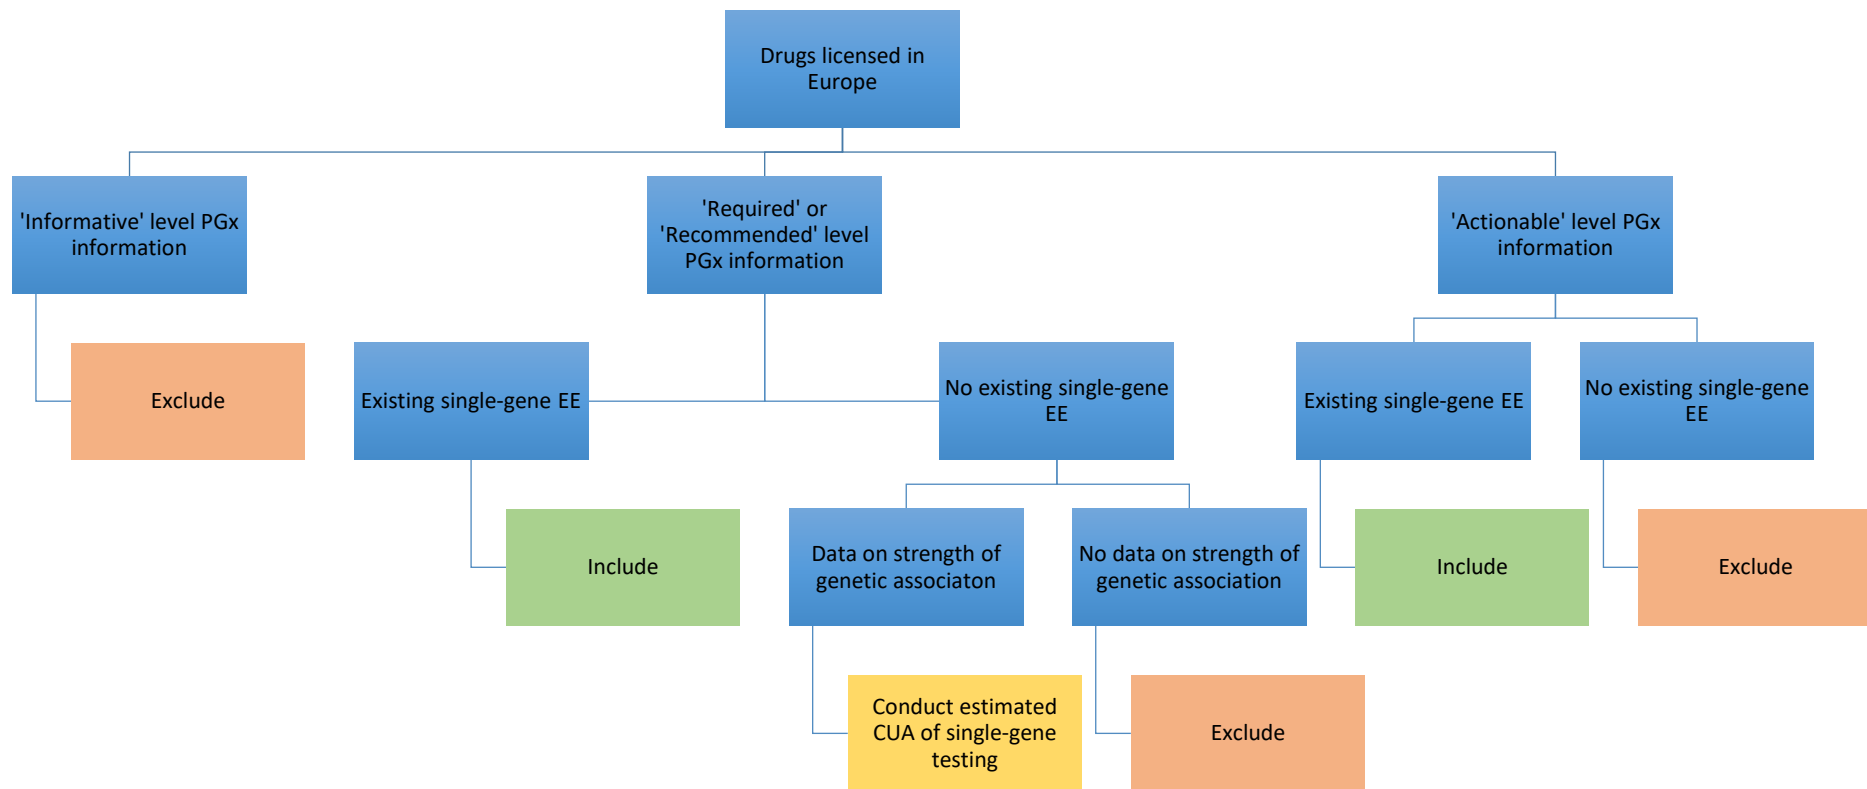 Drugs licensed in
Europe
'Informative' level PGx
information
'Required' or
'Recommended' level
PGx information
'Actionable' level PGx
information
Exclude
Existing single-gene EE
No existing single-gene
EE
Existing single-gene EE
No existing single-gene
EE
Include
Data on strength of
genetic associaton
No data on strength of
genetic association
Include
Exclude
Conduct estimated
CUA of single-gene
testing
Exclude